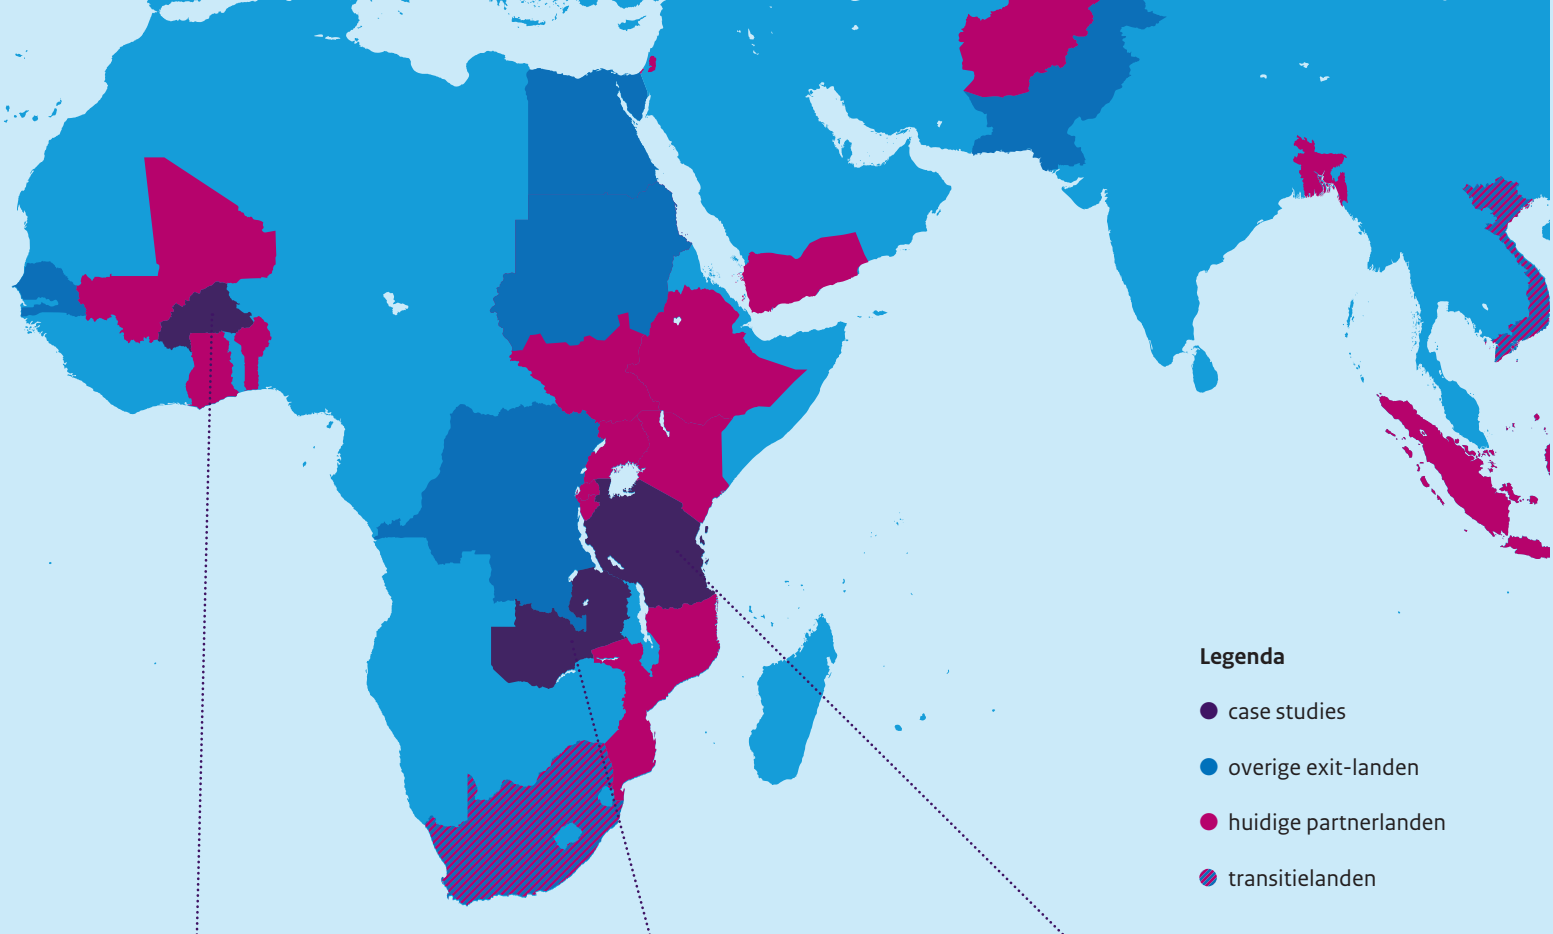 Legenda
case studies
overige exit-landen
huidige partnerlanden
transitielanden